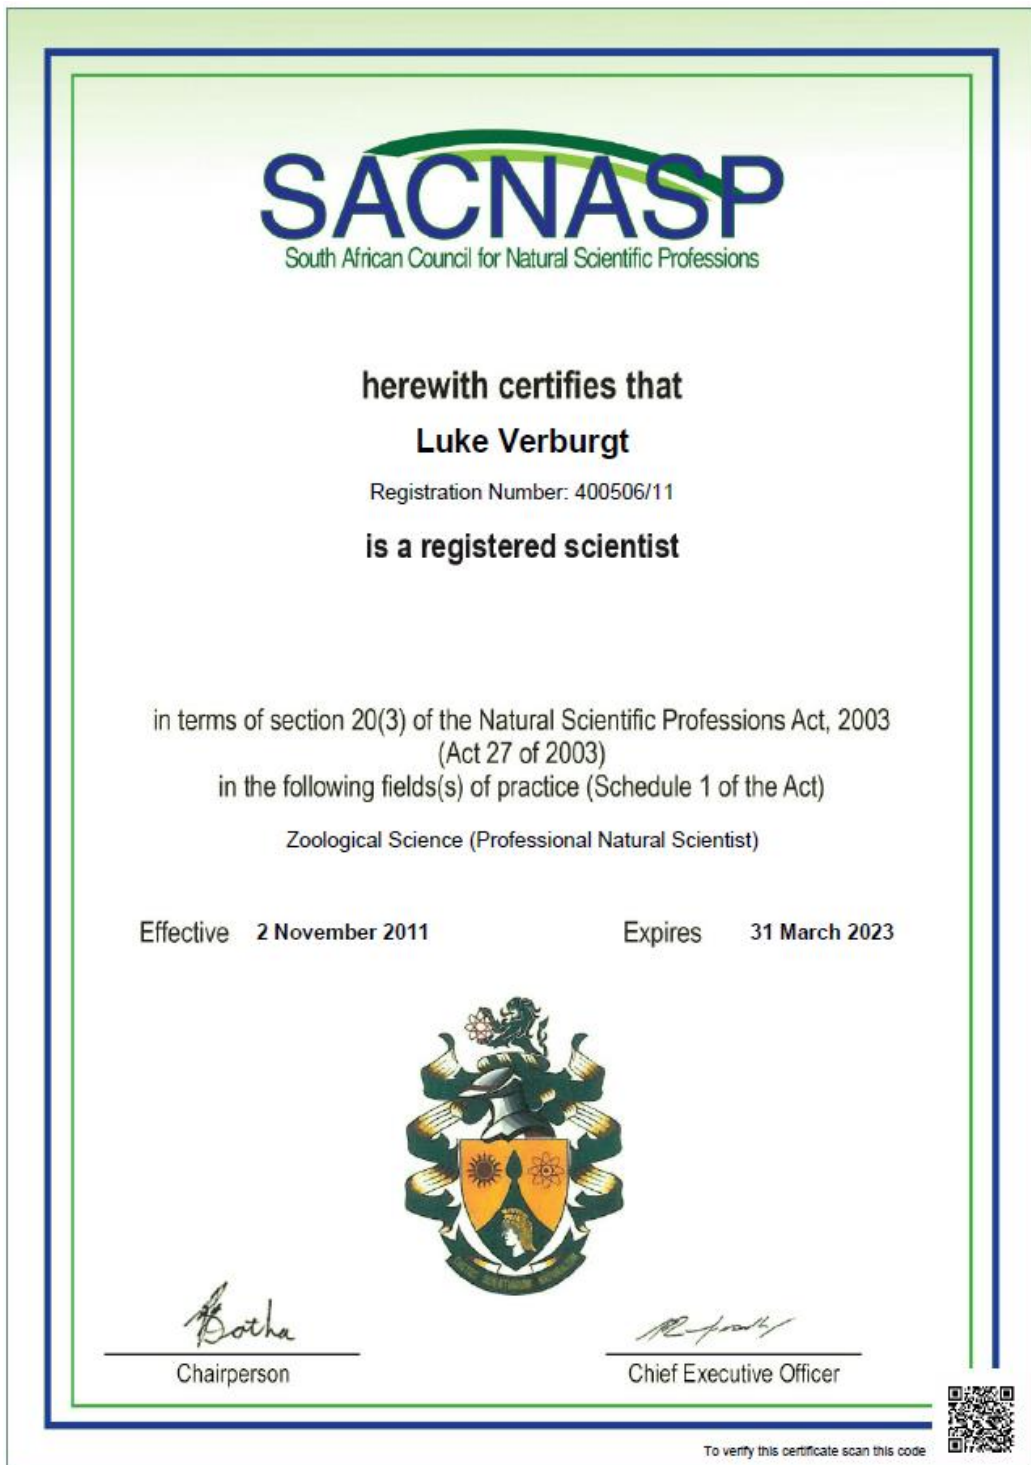 SACNASP
South African Council for Natural Scientific Professions
herewith certifies that
Luke Verburgt
Registration Number: 400506/11
is a registered scientist
in terms of section 20(3) of the Natural Scientific Professions Act, 2003
(Act 27 of 2003)
in the following fields(s) of practice (Schedule 1 of the Act)
Zoological Science (Professional Natural Scientist)
Effective 2 November 2011 Expires 31 March 2023
Botha
Chairperson Chief Executive Officer
To verify this certificate scan this code